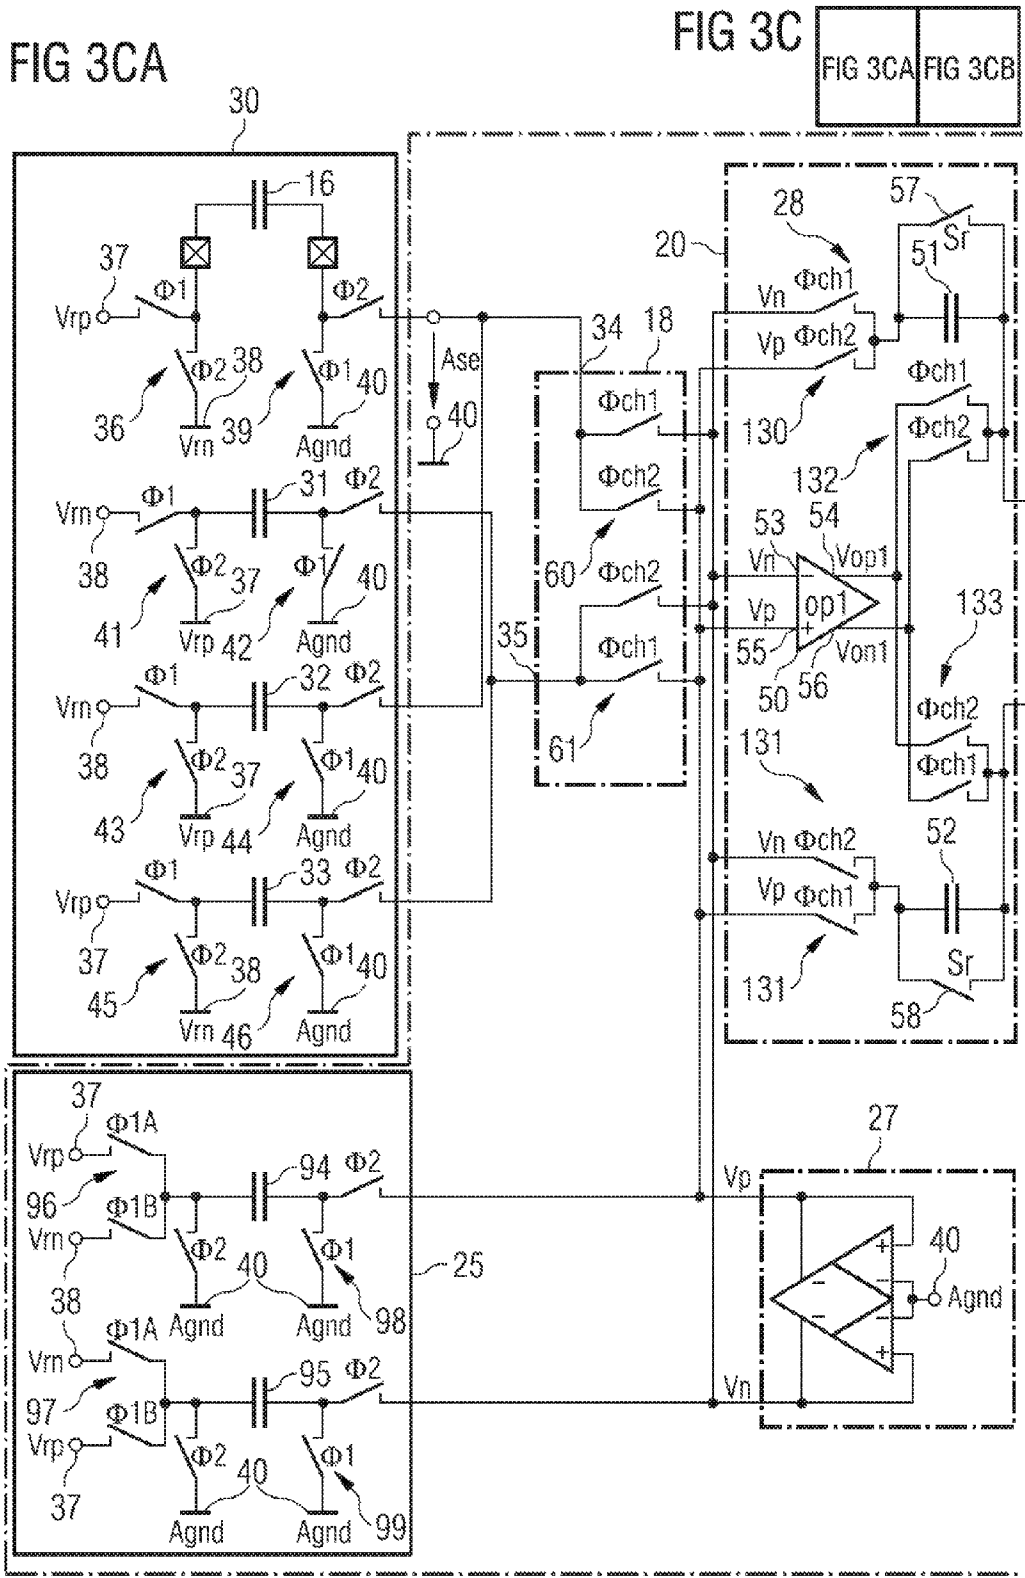 FIG 3CA
FIG 3C
FIG 3CA FIG 3CB
30
16
37
Φ1
Vrp
Φ2
36
Φ2
38
Vrn
39
Φ1
40
Agnd
Ase
40
34
18
20
28
57
Sr
51
Vn
Φch1
Vp
Φch2
130
Φch1
Φch2
132
Φch1
Φch2
60
31
Φ1
Vrn
38
Φ2
41
Φ2
37
Vrp
42
Φ1
40
Agnd
53
54
Vn
Vop1
op1
Vp
Von1
55
50
56
133
Φch2
Φch1
35
61
Φch2
Φch1
32
Φ1
Vrn
38
Φ2
43
Φ2
37
Vrp
44
Φ1
40
Agnd
131
Vn
Φch2
Vp
Φch1
131
52
Sr
58
33
Φ1
Vrp
37
Φ2
45
Φ2
38
Vrn
46
Φ1
40
Agnd
37
Φ1A
Vrp
96
Φ1B
Vrn
38
94
Φ2
Φ2
40
Φ1
98
Agnd
Agnd
25
Vp
27
+
−
−
+
−
−
40
Agnd
Vn
Φ1A
Vrn
97
Φ1B
Vrp
37
95
Φ2
Φ2
40
Φ1
99
Agnd
Agnd